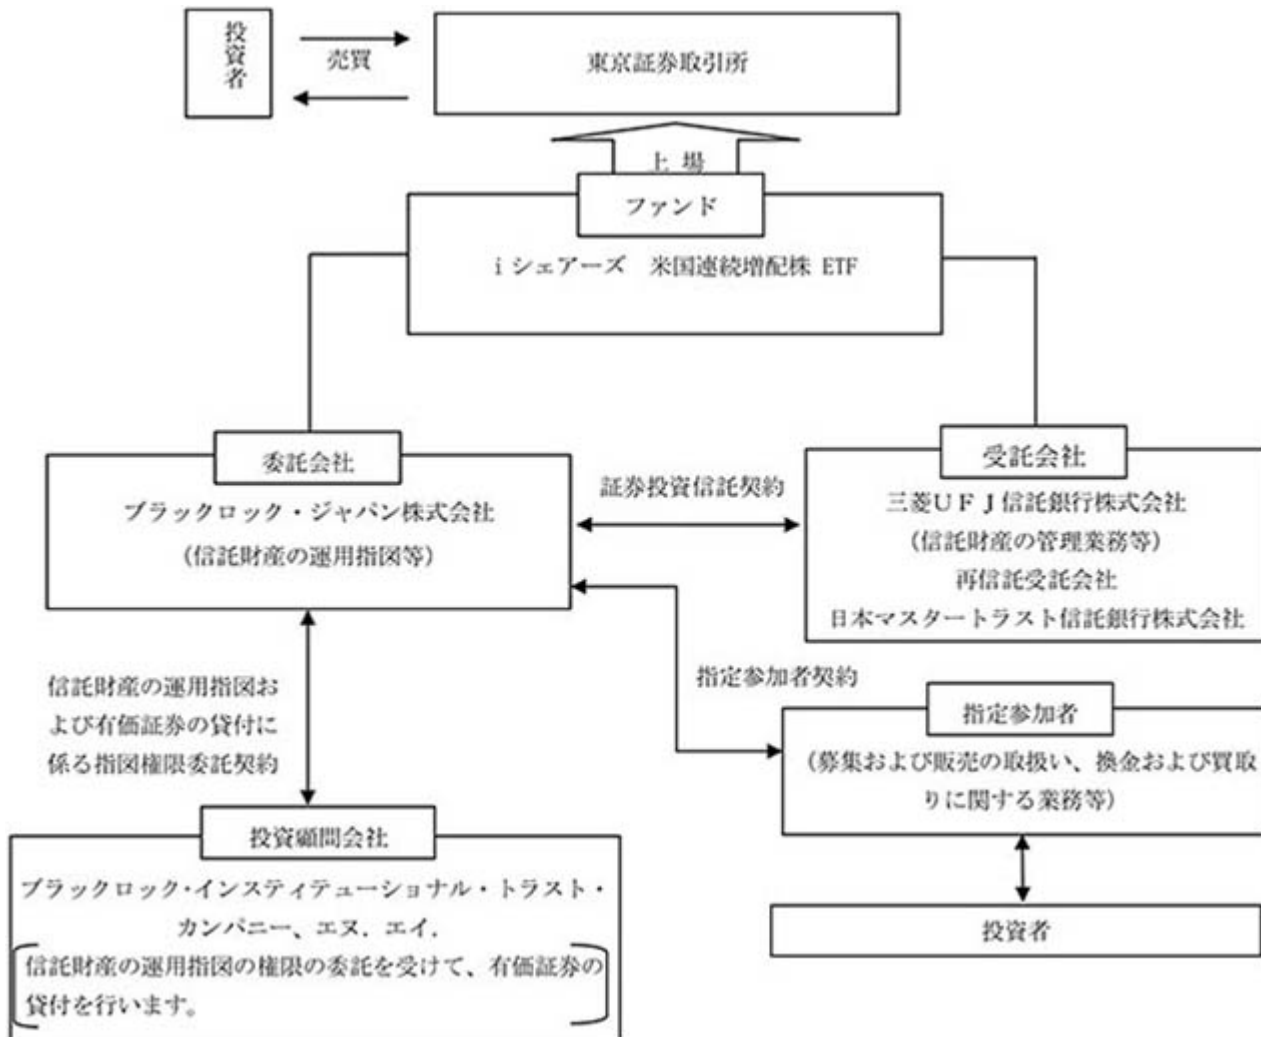 投資者
売買
東京証券取引所
上 場
ファンド
iシェアーズ　米国連続増配株 ETF
委託会社
ブラックロック・ジャパン株式会社
(信託財産の運用指図等)
証券投資信託契約
受託会社
三菱ＵＦＪ信託銀行株式会社
(信託財産の管理業務等)
再信託受託会社
日本マスタートラスト信託銀行株式会社
指定参加者契約
信託財産の運用指図お
よび有価証券の貸付に
係る指図権限委託契約
指定参加者
(募集および販売の取扱い、換金および買取
りに関する業務等)
投資顧問会社
ブラックロック・インスティテューショナル・トラスト・
カンパニー、エヌ．エイ．
信託財産の運用指図の権限の委託を受けて、有価証券の
貸付を行います。
投資者